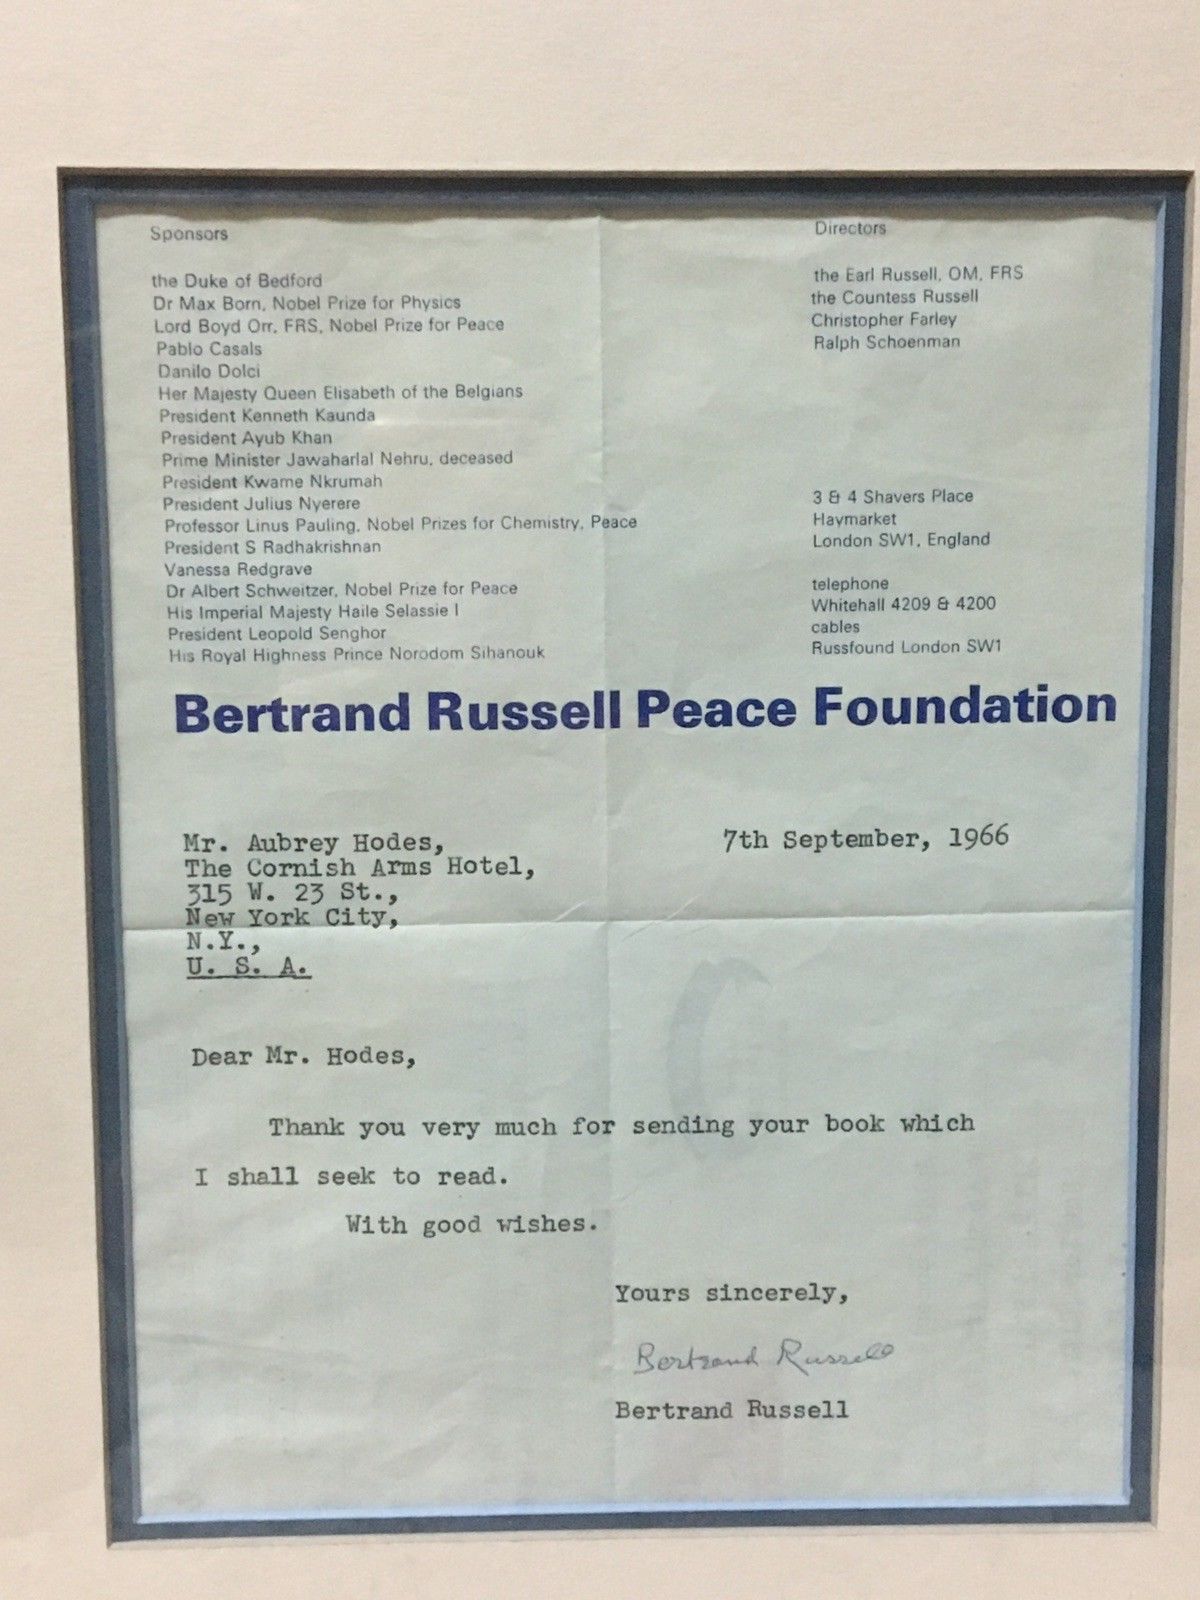 Sponsors
the Duke of Bedford
Dr Max Born, Nobel Prize for Physics
Lord Boyd Orr, FRS, Nobel Prize for Peace
Pablo Casals
Danilo Dolci
Her Majesty Queen Elisabeth of the Belgians
President Kenneth Kaunda
President Ayub Khan
Prime Minister Jawaharlal Nehru, deceased
President Kwame Nkrumah
President Julius Nyerere
Professor Linus Pauling, Nobel Prizes for Chemistry, Peace
President S Radhakrishnan
Vanessa Redgrave
Dr Albert Schweitzer, Nobel Prize for Peace
His Imperial Majesty Haile Selassie I
President Leopold Senghor
His Royal Highness Prince Norodom Sihanouk
Directors
the Earl Russell, OM, FRS
the Countess Russell
Christopher Farley
Ralph Schoenman
3 & 4 Shavers Place
Haymarket
London SW1, England
telephone
Whitehall 4209 & 4200
cables
Russfound London SW1
Bertrand Russell Peace Foundation
Mr. Aubrey Hodes,
The Cornish Arms Hotel,
315 W. 23 St.,
New York City,
N.Y.,
U. S. A.
7th September, 1966
Dear Mr. Hodes,
Thank you very much for sending your book which
I shall seek to read.
With good wishes.
Yours sincerely,
Bertrand Russell
Bertrand Russell